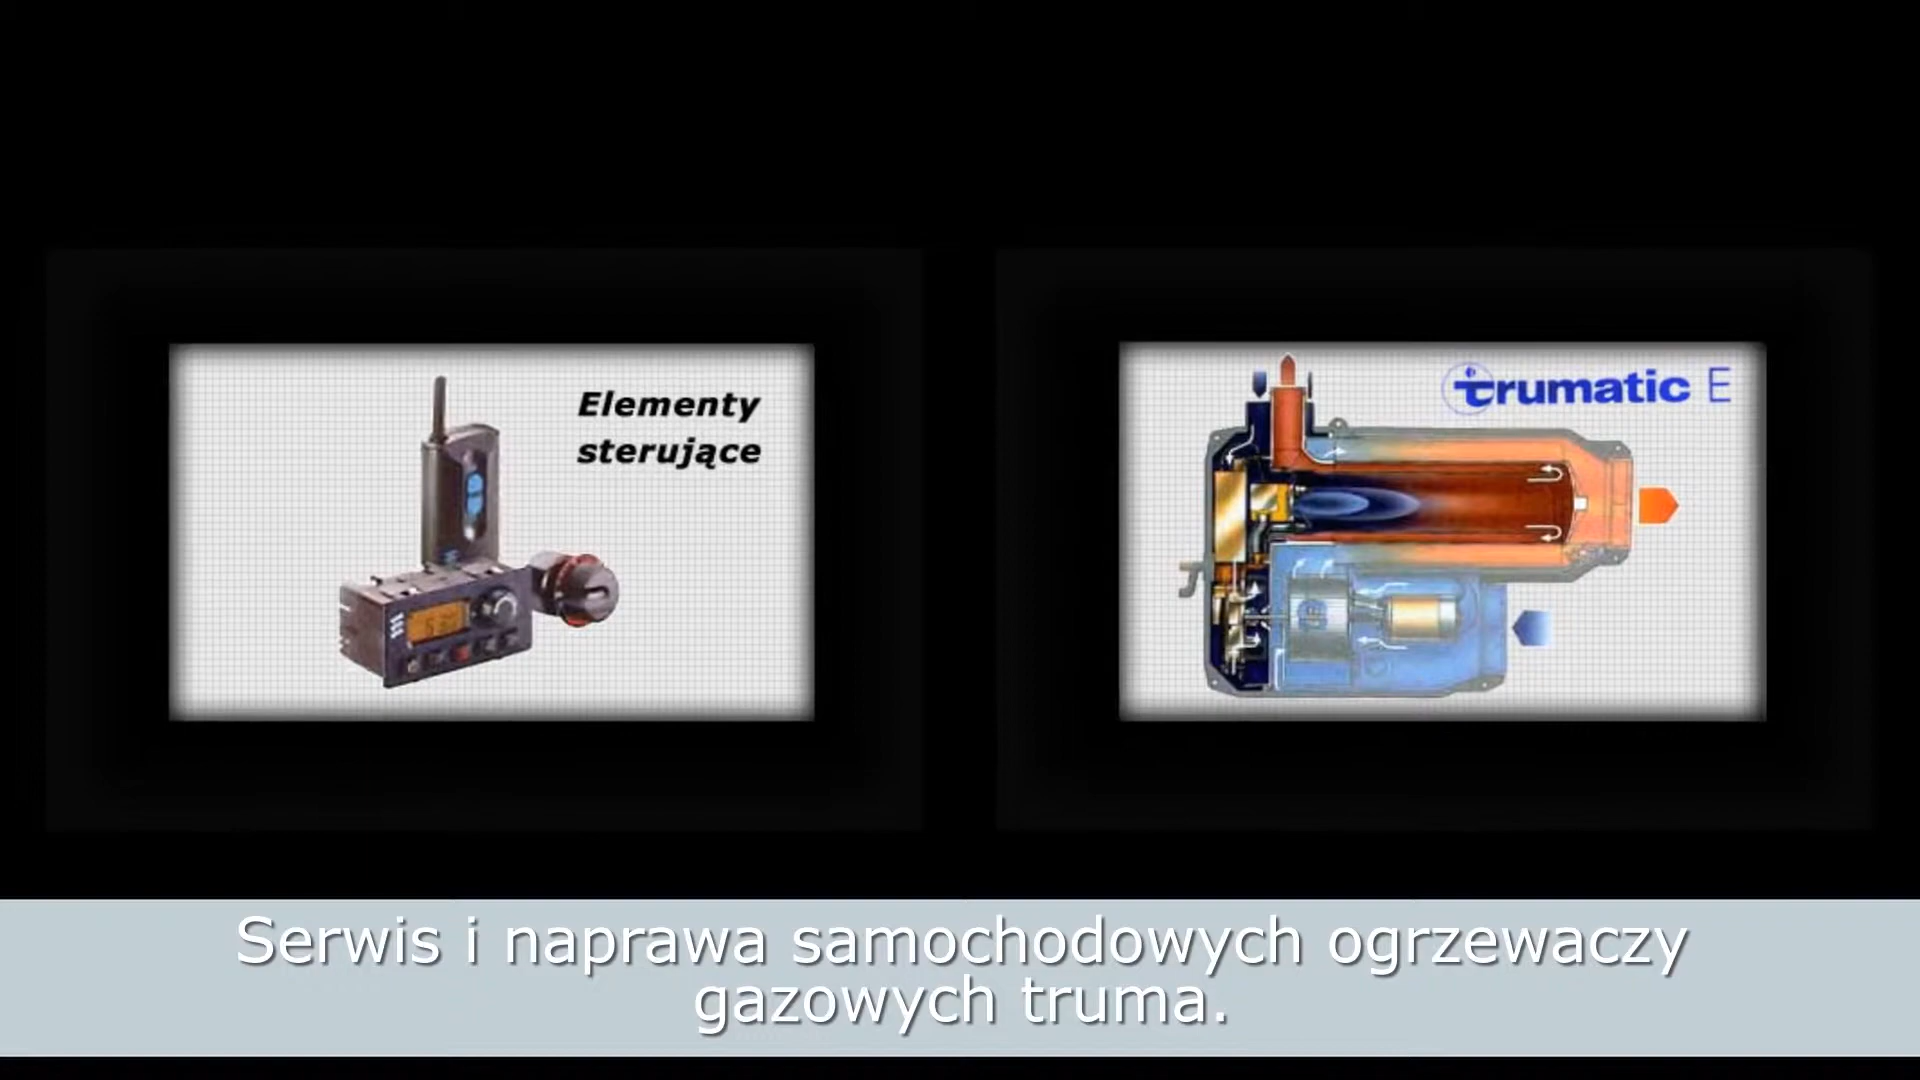 Elementy
sterujące
trumatic E
Serwis i naprawa samochodowych ogrzewaczy
gazowych truma.